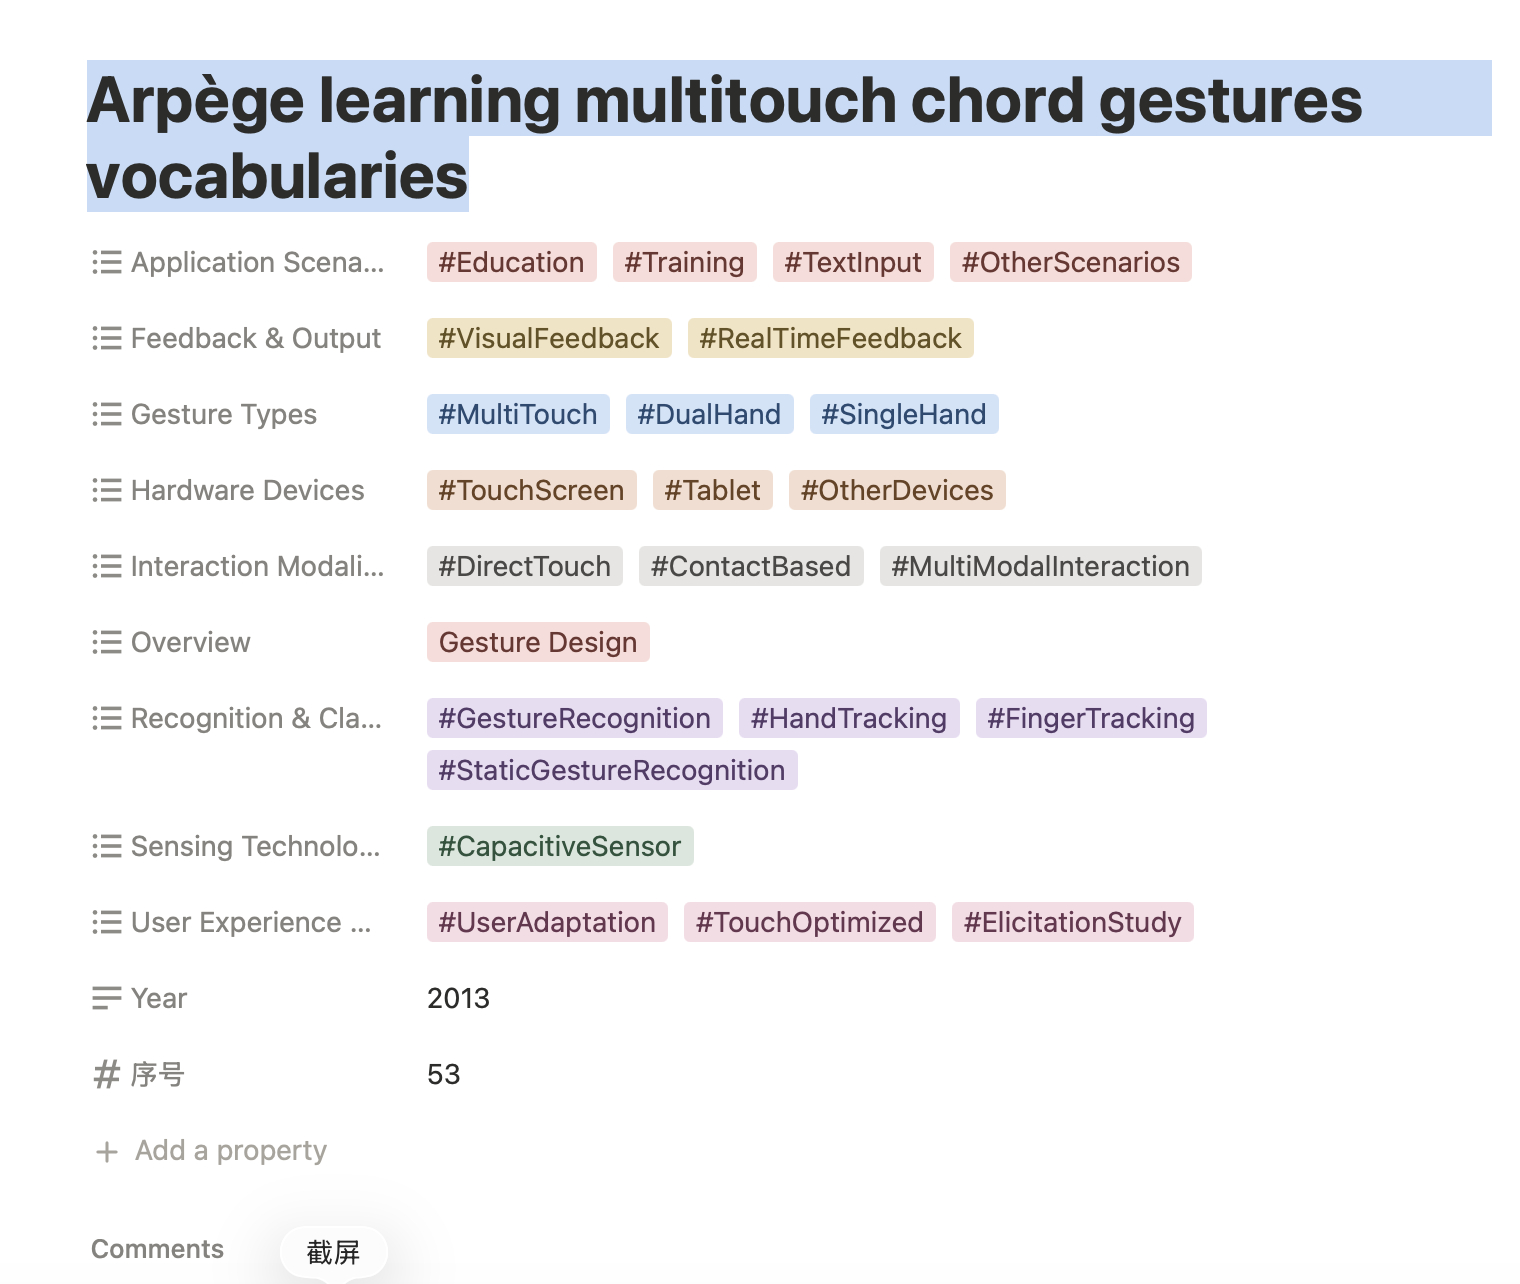 Arpège learning multitouch chord gestures
vocabularies
Application Scena... #Education #Training #TextInput #OtherScenarios
Feedback & Output #VisualFeedback #RealTimeFeedback
Gesture Types #MultiTouch #DualHand #SingleHand
Hardware Devices #TouchScreen #Tablet #OtherDevices
Interaction Modali... #DirectTouch #ContactBased #MultiModalInteraction
Overview Gesture Design
Recognition & Cla... #GestureRecognition #HandTracking #FingerTracking
#StaticGestureRecognition
Sensing Technolo... #CapacitiveSensor
User Experience ... #UserAdaptation #TouchOptimized #ElicitationStudy
Year 2013
# 序号 53
+ Add a property
Comments
截屏